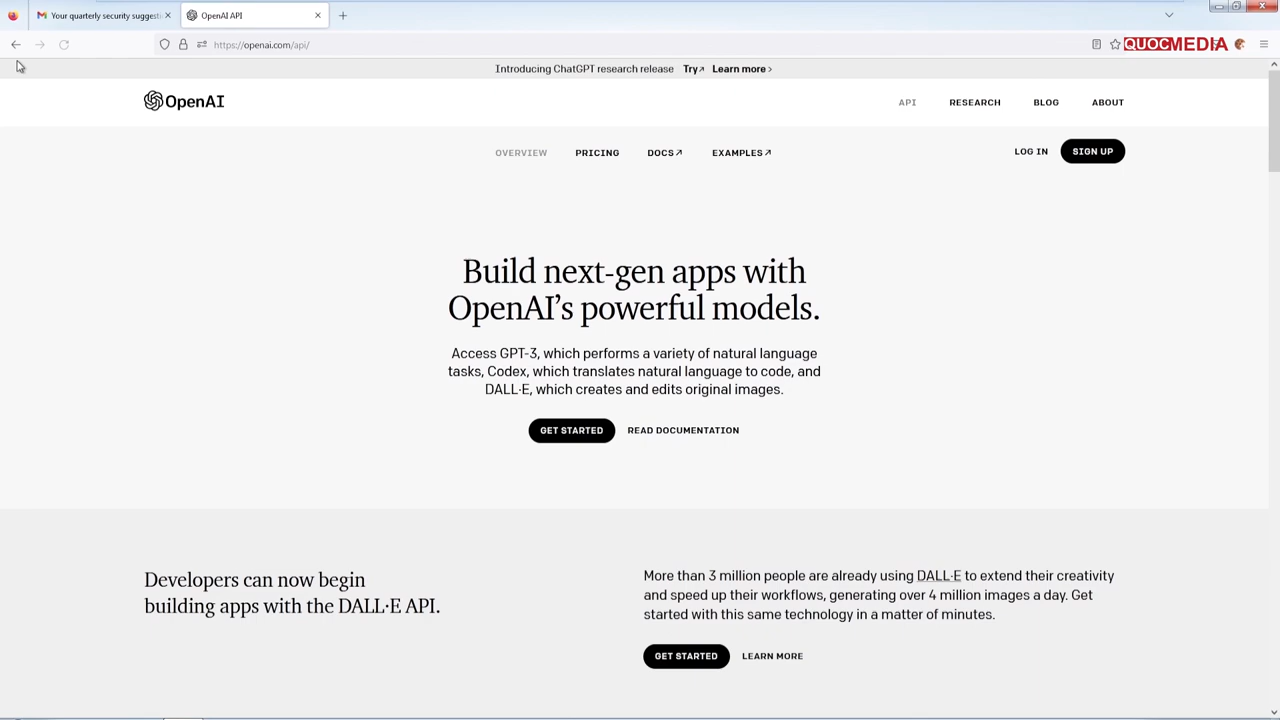 Your quarterly security suggesti
OpenAI API
https://openai.com/api/
QUOCMEDIA
Introducing ChatGPT research release Try↗ Learn more ›
OpenAI
API RESEARCH BLOG ABOUT
OVERVIEW PRICING DOCS↗ EXAMPLES↗ LOG IN SIGN UP
Build next-gen apps with
OpenAI’s powerful models.
Access GPT-3, which performs a variety of natural language
tasks, Codex, which translates natural language to code, and
DALL·E, which creates and edits original images.
GET STARTED READ DOCUMENTATION
Developers can now begin
building apps with the DALL·E API.
More than 3 million people are already using DALL·E to extend their creativity
and speed up their workflows, generating over 4 million images a day. Get
started with this same technology in a matter of minutes.
GET STARTED LEARN MORE